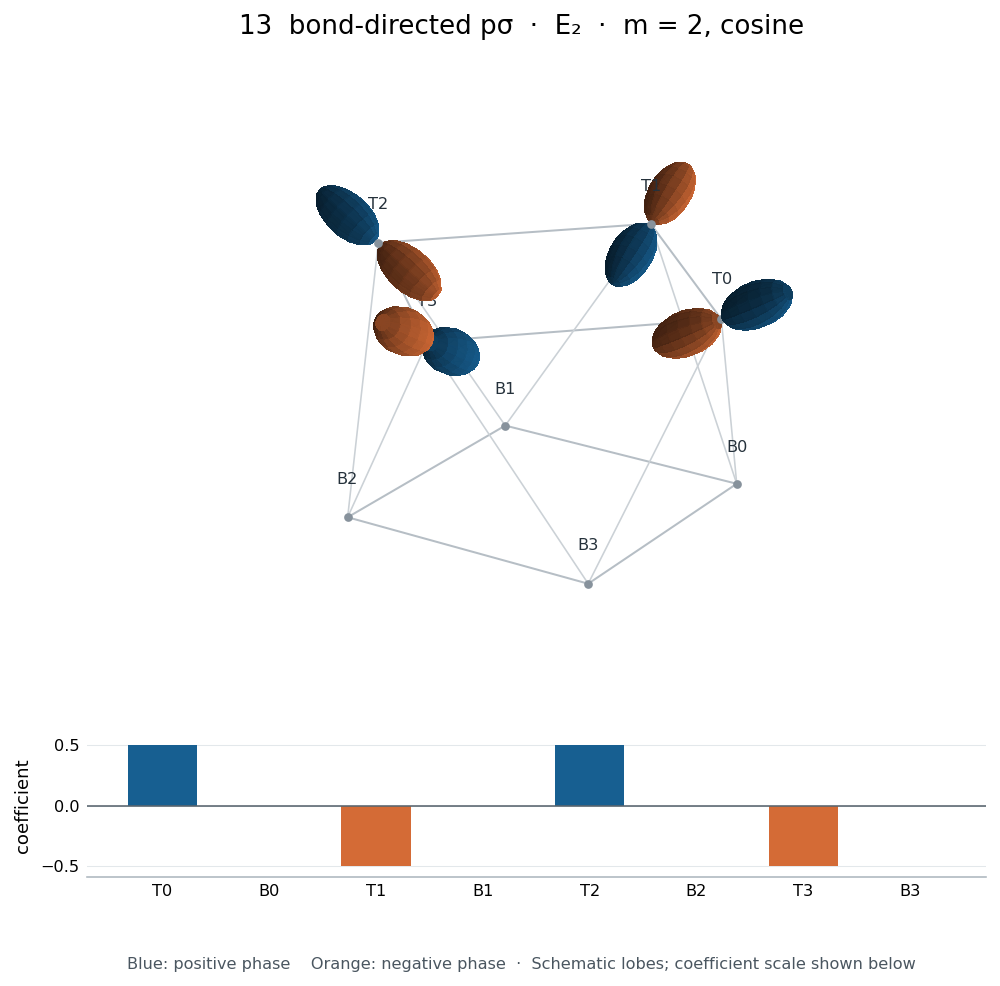 13  bond-directed pσ  ·  E₂  ·  m = 2, cosine
T2
T0
B1
B0
B2
B3
coefficient
0.5
0.0
−0.5
T0 B0 T1 B1 T2 B2 T3 B3
Blue: positive phase    Orange: negative phase  ·  Schematic lobes; coefficient scale shown below